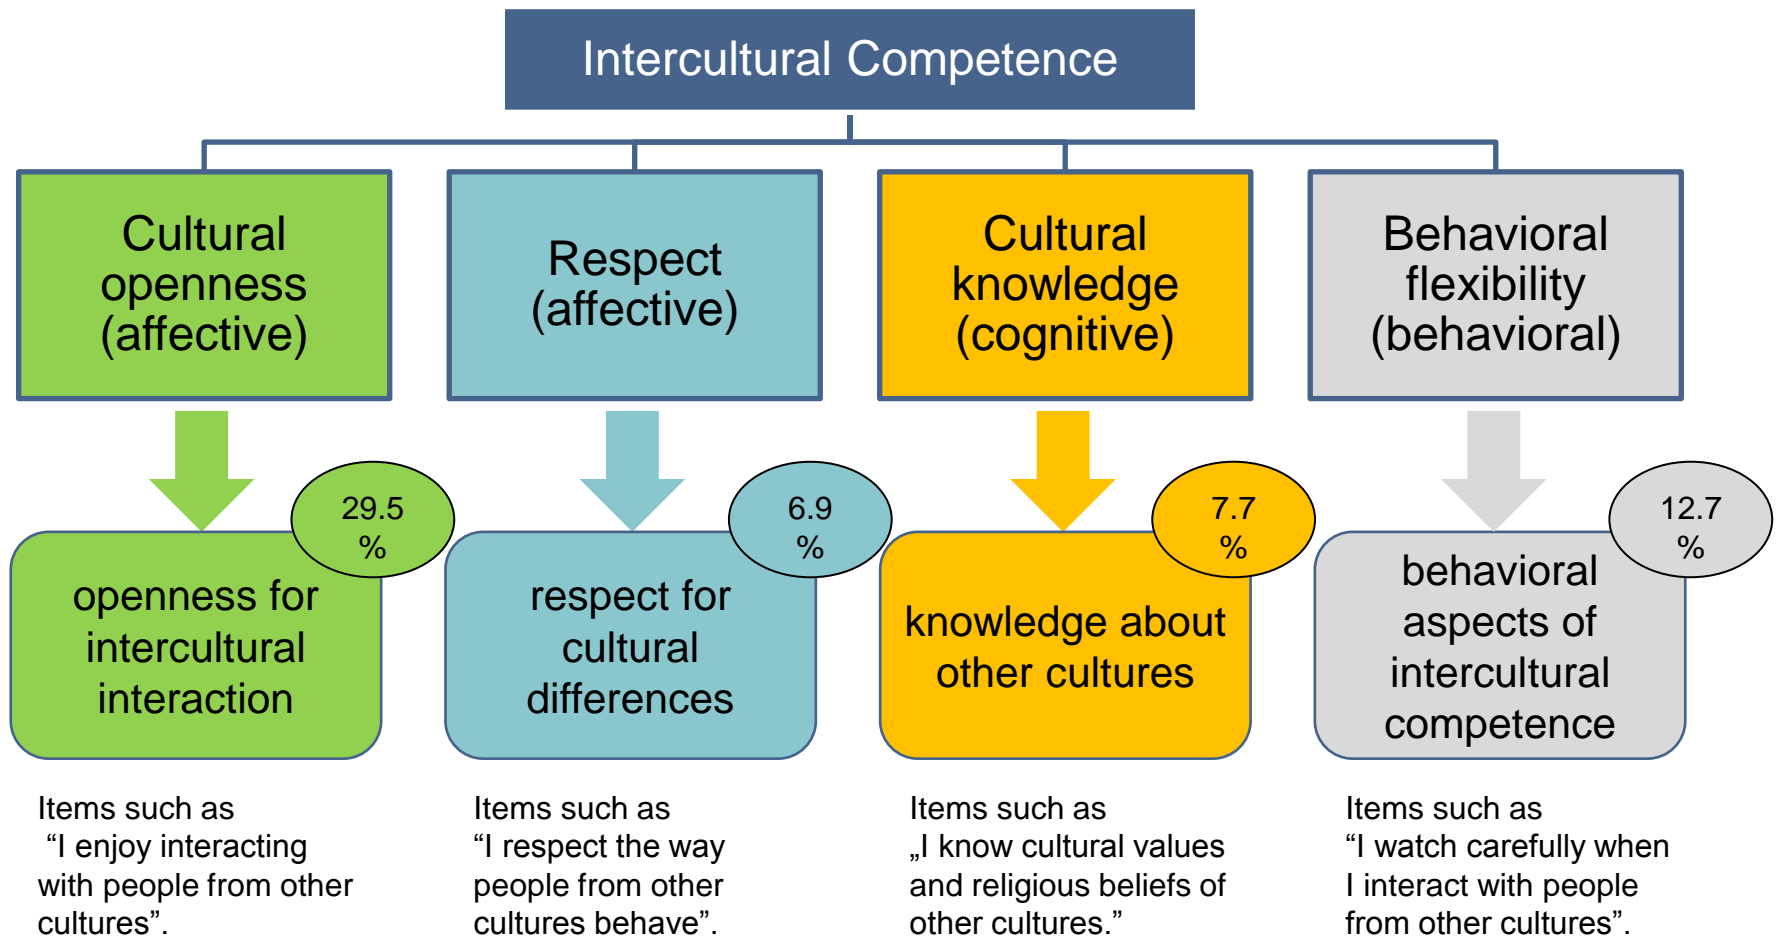 Intercultural Competence
Cultural
openness
(affective)
Respect
(affective)
Cultural
knowledge
(cognitive)
Behavioral
flexibility
(behavioral)
29.5
%
6.9
%
7.7
%
12.7
%
openness for
intercultural
interaction
respect for
cultural
differences
knowledge about
other cultures
behavioral
aspects of
intercultural
competence
Items such as
“I enjoy interacting
with people from other
cultures”.
Items such as
“I respect the way
people from other
cultures behave”.
Items such as
„I know cultural values
and religious beliefs of
other cultures.”
Items such as
“I watch carefully when
I interact with people
from other cultures”.